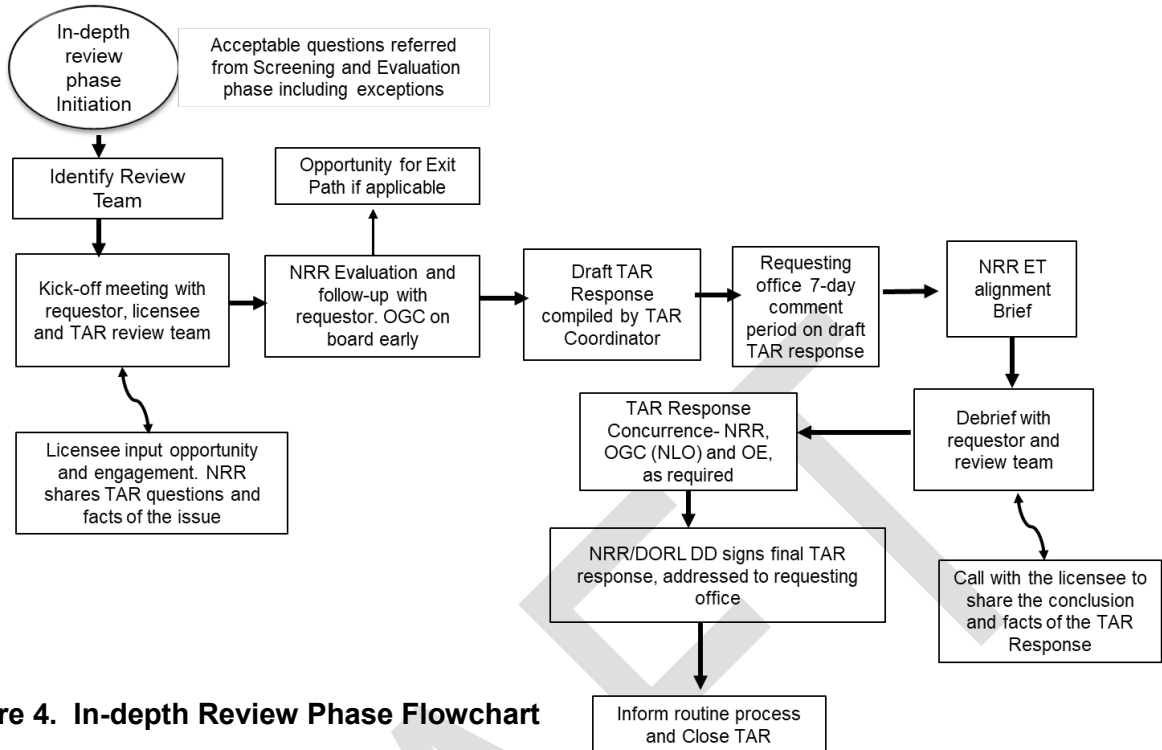 In-depth
review
phase
Initiation
Acceptable questions referred
from Screening and Evaluation
phase including exceptions
Identify Review
Team
Opportunity for Exit
Path if applicable
Kick-off meeting with
requestor, licensee
and TAR review team
NRR Evaluation and
follow-up with
requestor. OGC on
board early
Draft TAR
Response
compiled by TAR
Coordinator
Requesting
office 7-day
comment
period on draft
TAR response
NRR ET
alignment
Brief
Licensee input opportunity
and engagement. NRR
shares TAR questions and
facts of the issue
TAR Response
Concurrence- NRR,
OGC (NLO) and OE,
as required
Debrief with
requestor and
review team
NRR/DORL DD signs final TAR
response, addressed to requesting
office
Call with the licensee to
share the conclusion
and facts of the TAR
Response
Inform routine process
and Close TAR
re 4. In-depth Review Phase Flowchart